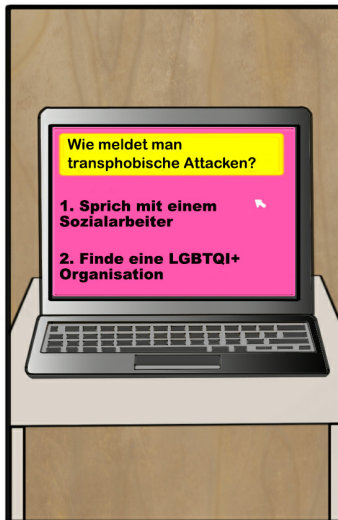 Wie meldet man
transphobische Attacken?
1. Sprich mit einem
Sozialarbeiter
2. Finde eine LGBTQI+
Organisation